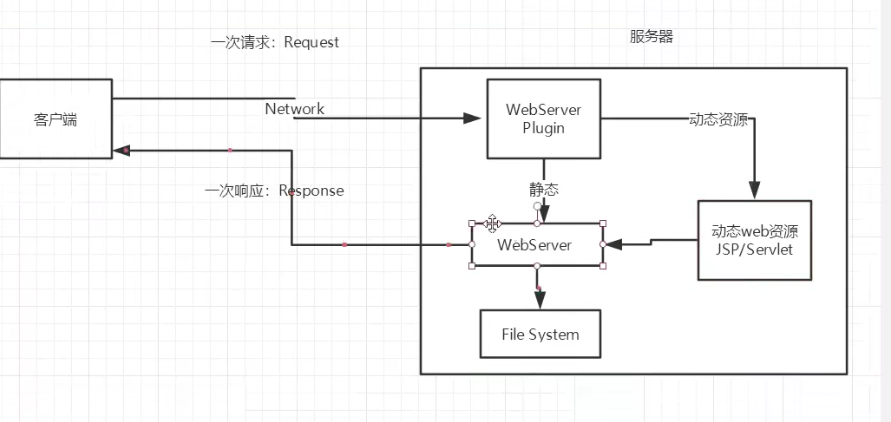 一次请求：Request
服务器
客户端
Network
WebServer
Plugin
动态资源
一次响应：Response
静态
WebServer
动态web资源
JSP/Servlet
File System